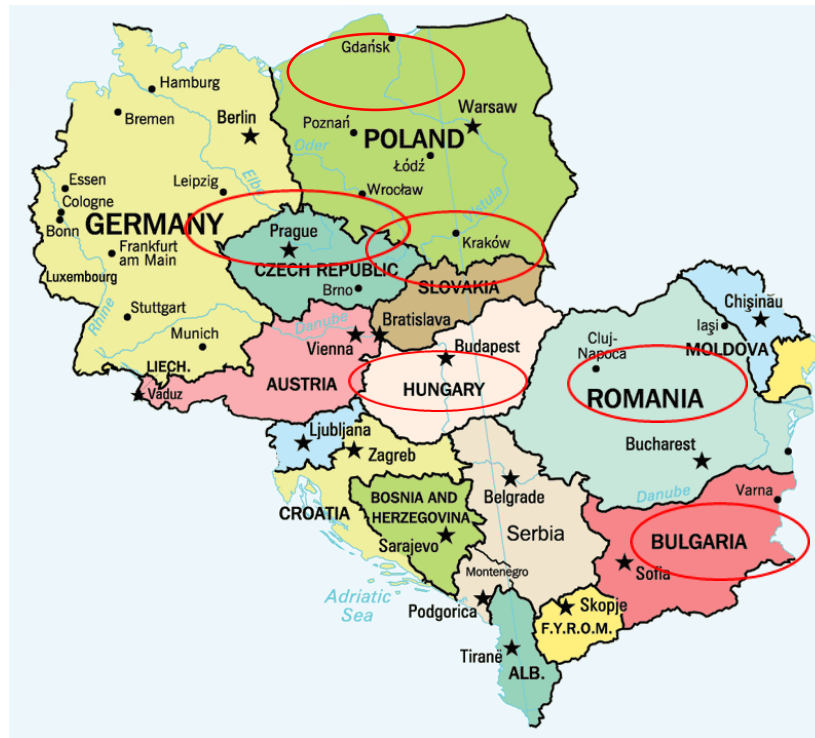 Gdańsk
Hamburg
Bremen
Berlin
Warsaw
Poznań
POLAND
Oder
Łódź
Essen
Cologne
Bonn
Leipzig
Elbe
Wrocław
Vistula
GERMANY
Prague
Kraków
Frankfurt
am Main
Luxembourg
CZECH REPUBLIC
Brno
SLOVAKIA
Rhine
Stuttgart
Munich
Danube
Bratislava
Vienna
Budapest
Chişinău
Iaşi
MOLDOVA
Cluj-
Napoca
LIECH.
Vaduz
AUSTRIA
HUNGARY
ROMANIA
Ljubljana
Zagreb
Bucharest
CROATIA
BOSNIA AND
HERZEGOVINA
Sarajevo
Belgrade
Serbia
Danube
Varna
BULGARIA
Sofia
Montenegro
Podgorica
Adriatic
Sea
Skopje
F.Y.R.O.M.
Tiranë
ALB.